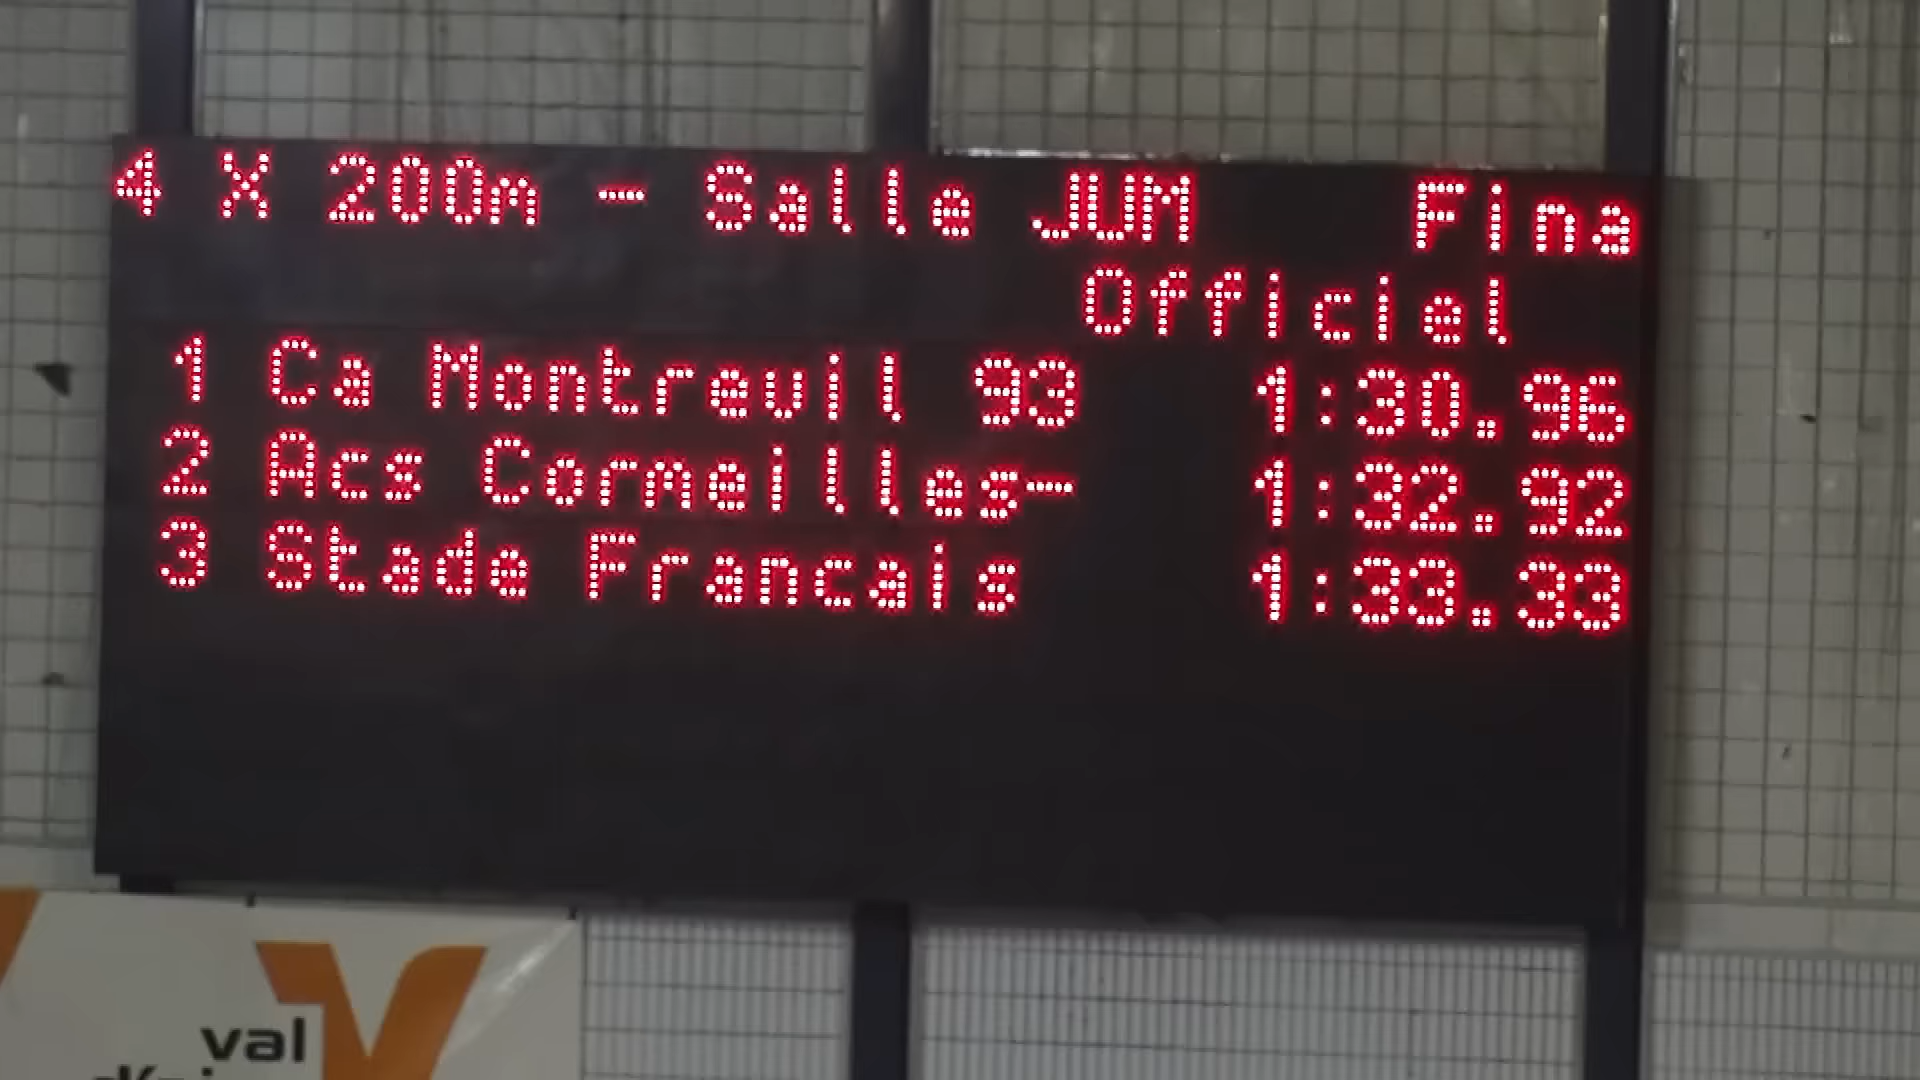 4 X 200m - Salle JUM Fina
Officiel
1 Ca Montreuil 93 1:30.96
2 Acs Cormeilles- 1:32.92
3 Stade Francais 1:33.33
val